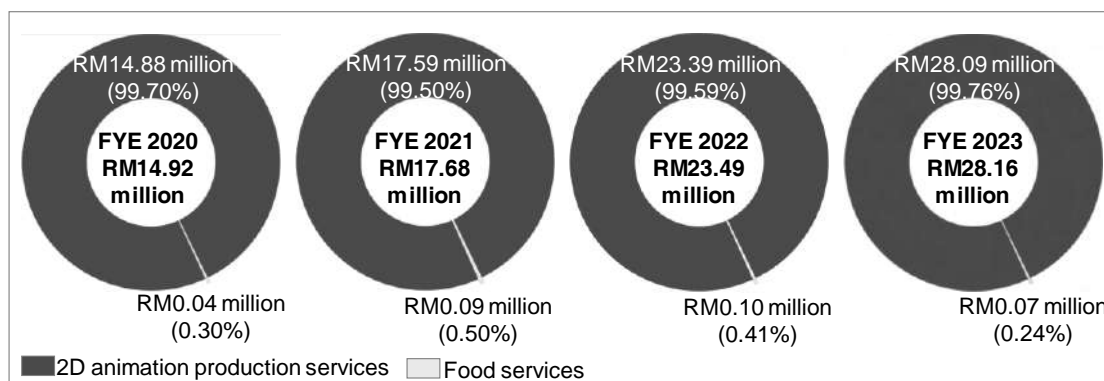 RM14.88 million
(99.70%)
FYE 2020
RM14.92
million
RM0.04 million
(0.30%)
RM17.59 million
(99.50%)
FYE 2021
RM17.68
million
RM0.09 million
(0.50%)
RM23.39 million
(99.59%)
FYE 2022
RM23.49
million
RM0.10 million
(0.41%)
RM28.09 million
(99.76%)
FYE 2023
RM28.16
million
RM0.07 million
(0.24%)
2D animation production services
Food services